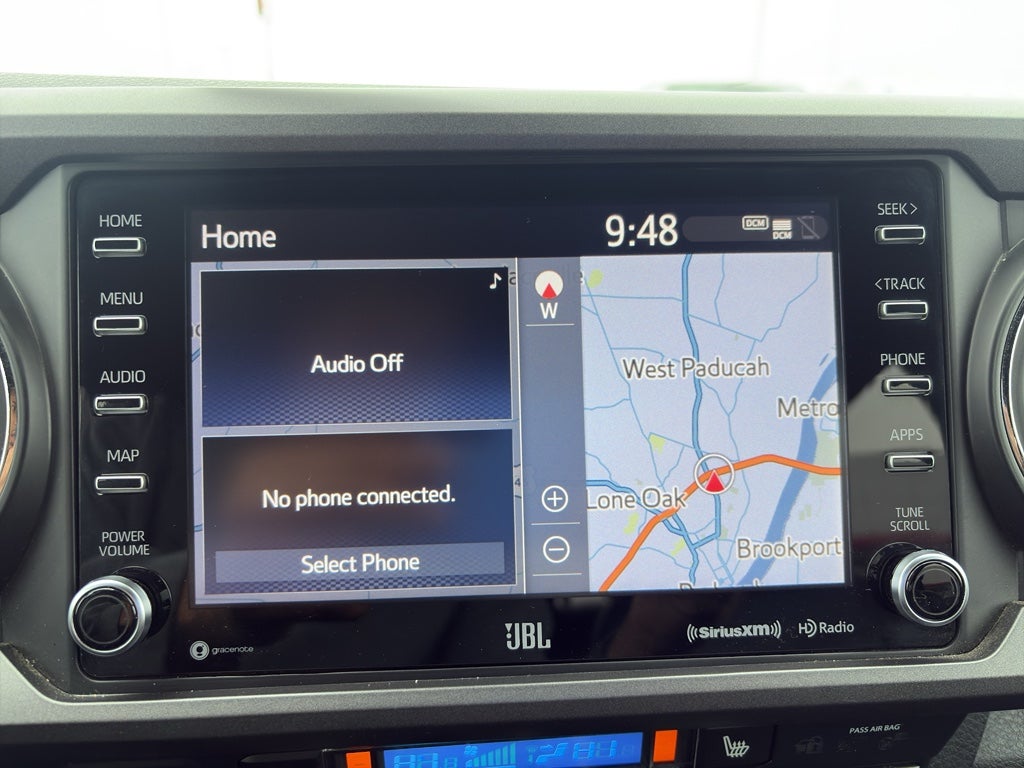 HOME
MENU
AUDIO
MAP
POWER
VOLUME
Home
9:48
DCM
DCM
Audio Off
No phone connected.
Select Phone
W
West Paducah
Metro
Lone Oak
Brookport
SEEK >
< TRACK
PHONE
APPS
TUNE
SCROLL
gracenote
JBL
((SiriusXM))
HD Radio
PASS AIR BAG